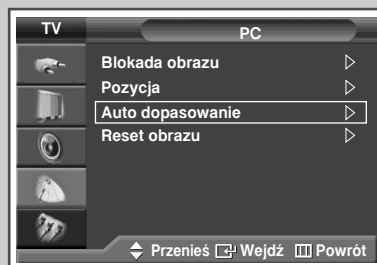 TV
PC
Blokada obrazu
Pozycja
Auto dopasowanie
Reset obrazu
Przenieś Wejdź Powrót